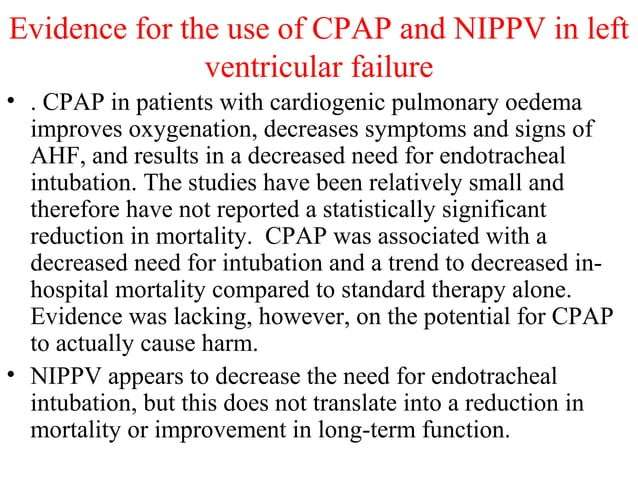 Evidence for the use of CPAP and NIPPV in left
ventricular failure
• . CPAP in patients with cardiogenic pulmonary oedema
improves oxygenation, decreases symptoms and signs of
AHF, and results in a decreased need for endotracheal
intubation. The studies have been relatively small and
therefore have not reported a statistically significant
reduction in mortality.  CPAP was associated with a
decreased need for intubation and a trend to decreased in-
hospital mortality compared to standard therapy alone.
Evidence was lacking, however, on the potential for CPAP
to actually cause harm.
• NIPPV appears to decrease the need for endotracheal
intubation, but this does not translate into a reduction in
mortality or improvement in long-term function.